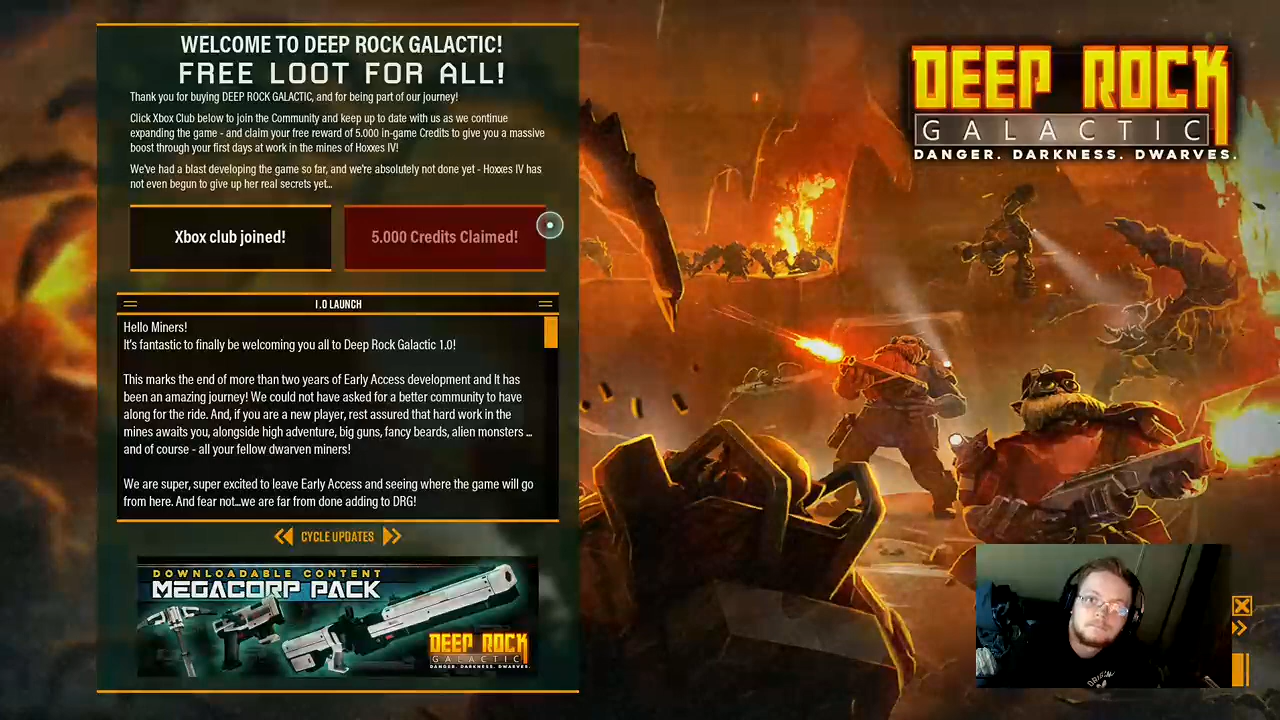 WELCOME TO DEEP ROCK GALACTIC!
FREE LOOT FOR ALL!
Thank you for buying DEEP ROCK GALACTIC, and for being part of our journey!
Click Xbox Club below to join the Community and keep up to date with us as we continue
expanding the game - and claim your free reward of 5.000 in-game Credits to give you a massive
boost through your first days at work in the mines of Hoxxes IV!
We've had a blast developing the game so far, and we're absolutely not done yet - Hoxxes IV has
not even begun to give up her real secrets yet...
Xbox club joined!
5.000 Credits Claimed!
1.0 LAUNCH
Hello Miners!
It's fantastic to finally be welcoming you all to Deep Rock Galactic 1.0!
This marks the end of more than two years of Early Access development and It has
been an amazing journey! We could not have asked for a better community to have
along for the ride. And, if you are a new player, rest assured that hard work in the
mines awaits you, alongside high adventure, big guns, fancy beards, alien monsters ...
and of course - all your fellow dwarven miners!
We are super, super excited to leave Early Access and seeing where the game will go
from here. And fear not...we are far from done adding to DRG!
CYCLE UPDATES
DOWNLOADABLE CONTENT
MEGACORP PACK
DEEP ROCK
GALACTIC
DANGER. DARKNESS. DWARVES.
DEEP ROCK
GALACTIC
DANGER. DARKNESS. DWARVES.